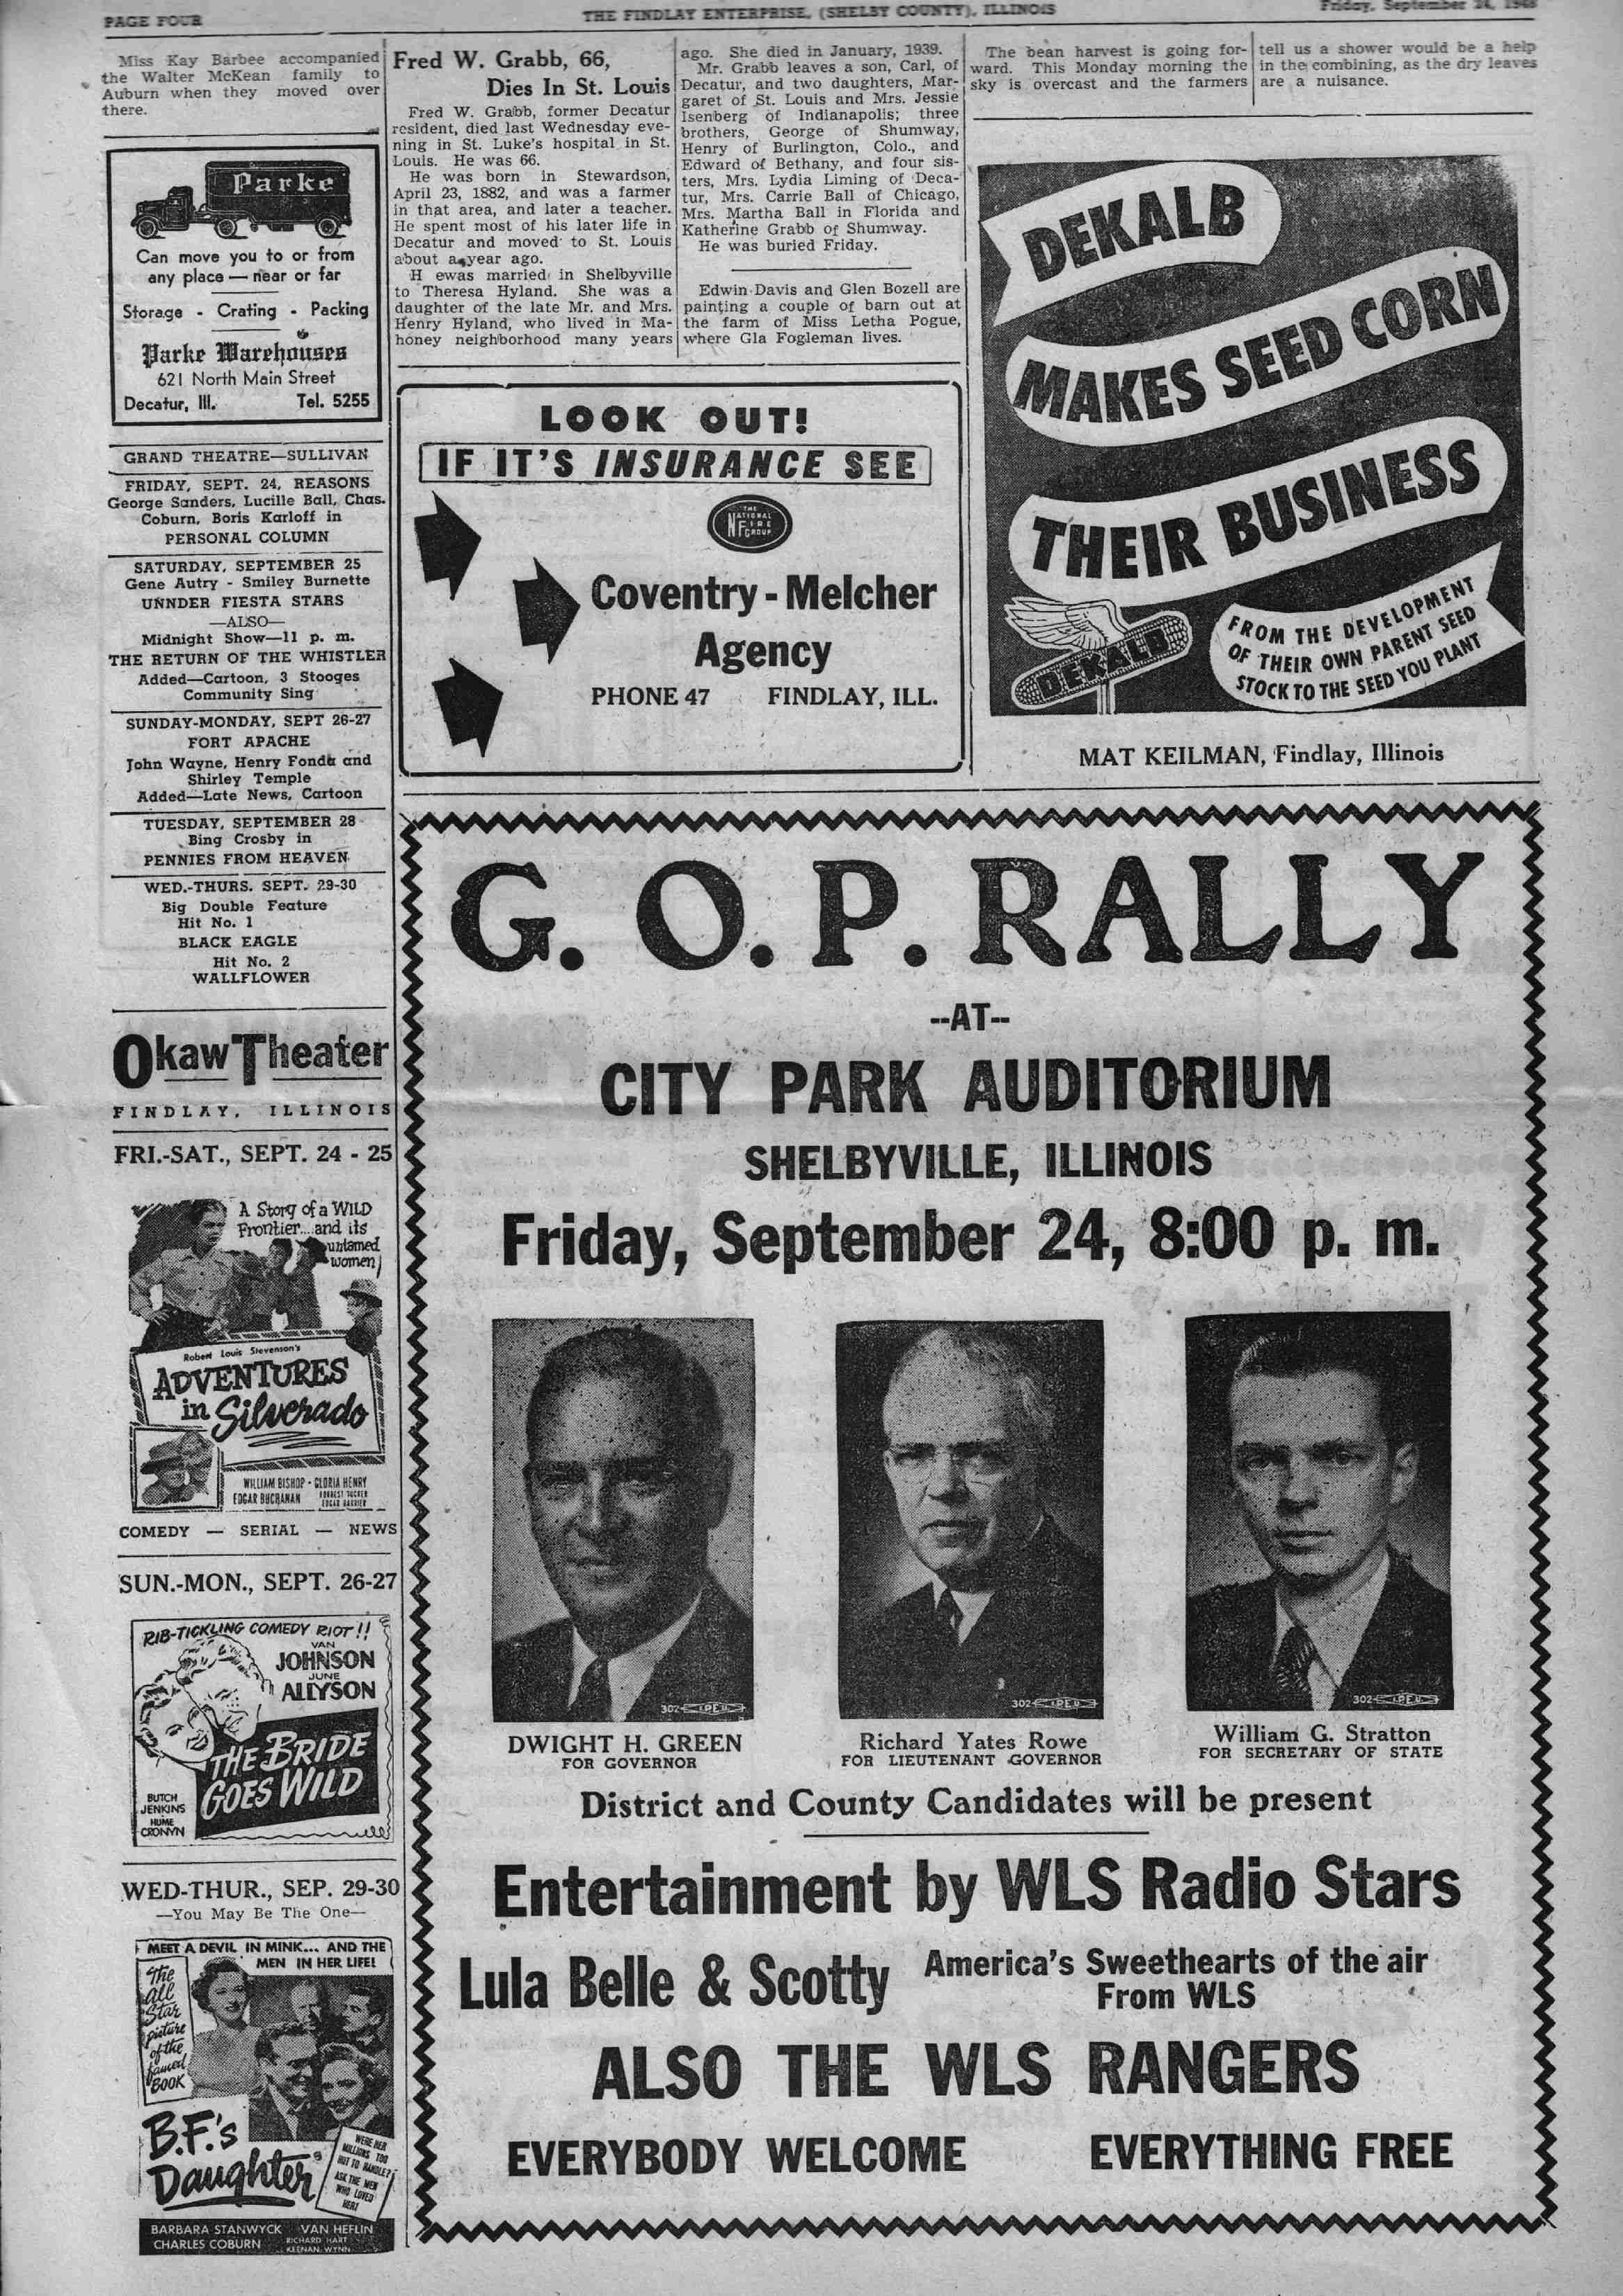 PAGE FOUR
THE FINDLAY ENTERPRISE, (SHELBY COUNTY), ILLINOIS
Friday, September 24, 1948
Miss Kay Barbee accompanied
the Walter McKean family to
Auburn when they moved over
there.
Parke
Can move you to or from
any place — near or far
Storage - Crating - Packing
Parke Warehouses
621 North Main Street
Decatur, Ill. Tel. 5255
GRAND THEATRE—SULLIVAN
FRIDAY, SEPT. 24, REASONS
George Sanders, Lucille Ball, Chas.
Coburn, Boris Karloff in
PERSONAL COLUMN
SATURDAY, SEPTEMBER 25
Gene Autry - Smiley Burnette
UNNDER FIESTA STARS
—ALSO—
Midnight Show—11 p. m.
THE RETURN OF THE WHISTLER
Added—Cartoon, 3 Stooges
Community Sing
SUNDAY-MONDAY, SEPT 26-27
FORT APACHE
John Wayne, Henry Fonda and
Shirley Temple
Added—Late News, Cartoon
TUESDAY, SEPTEMBER 28
Bing Crosby in
PENNIES FROM HEAVEN
WED.-THURS. SEPT. 29-30
Big Double Feature
Hit No. 1
BLACK EAGLE
Hit No. 2
WALLFLOWER
Okaw Theater
FINDLAY, ILLINOIS
FRI.-SAT., SEPT. 24 - 25
A Story of a WILD
Frontier....and its
untamed
women
Robert Louis Stevenson's
ADVENTURES
in Silverado
WILLIAM BISHOP - GLORIA HENRY
EDGAR BUCHANAN FORREST TUCKER
EDGAR BARRIER
COMEDY — SERIAL — NEWS
SUN.-MON., SEPT. 26-27
RIB-TICKLING COMEDY RIOT!!
VAN
JOHNSON
JUNE
ALLYSON
THE BRIDE
GOES WILD
BUTCH
JENKINS
HUME
CRONYN
WED-THUR., SEP. 29-30
—You May Be The One—
MEET A DEVIL IN MINK... AND THE
MEN IN HER LIFE!
The
All
Star
picture
of the
famed
BOOK
B.F.'s
Daughter
WERE HER
MILLIONS TOO
HOT TO HANDLE?
ASK THE MEN
WHO LOVED
HER!
BARBARA STANWYCK VAN HEFLIN
CHARLES COBURN RICHARD HART
KEENAN WYNN
Fred W. Grabb, 66,
Dies In St. Louis
Fred W. Grabb, former Decatur
resident, died last Wednesday eve-
ning in St. Luke's hospital in St.
Louis. He was 66.
He was born in Stewardson,
April 23, 1882, and was a farmer
in that area, and later a teacher.
He spent most of his later life in
Decatur and moved to St. Louis
about a year ago.
H ewas married in Shelbyville
to Theresa Hyland. She was a
daughter of the late Mr. and Mrs.
Henry Hyland, who lived in Ma-
honey neighborhood many years
ago. She died in January, 1939.
Mr. Grabb leaves a son, Carl, of
Decatur, and two daughters, Mar-
garet of St. Louis and Mrs. Jessie
Isenberg of Indianapolis; three
brothers, George of Shumway,
Henry of Burlington, Colo., and
Edward of Bethany, and four sis-
ters, Mrs. Lydia Liming of Deca-
tur, Mrs. Carrie Ball of Chicago,
Mrs. Martha Ball in Florida and
Katherine Grabb of Shumway.
He was buried Friday.
Edwin Davis and Glen Bozell are
painting a couple of barn out at
the farm of Miss Letha Pogue,
where Gla Fogleman lives.
The bean harvest is going for-
ward. This Monday morning the
sky is overcast and the farmers
tell us a shower would be a help
in the combining, as the dry leaves
are a nuisance.
LOOK OUT!
IF IT'S INSURANCE SEE
THE
NATIONAL
FIRE
GROUP
Coventry - Melcher
Agency
PHONE 47 FINDLAY, ILL.
DEKALB
MAKES SEED CORN
THEIR BUSINESS
DEKALB
FROM THE DEVELOPMENT
OF THEIR OWN PARENT SEED
STOCK TO THE SEED YOU PLANT
MAT KEILMAN, Findlay, Illinois
G. O. P. RALLY
--AT--
CITY PARK AUDITORIUM
SHELBYVILLE, ILLINOIS
Friday, September 24, 8:00 p. m.
302 I.P.E.U.
302 I.P.E.U.
302 I.P.E.U.
DWIGHT H. GREEN
FOR GOVERNOR
Richard Yates Rowe
FOR LIEUTENANT GOVERNOR
William G. Stratton
FOR SECRETARY OF STATE
District and County Candidates will be present
Entertainment by WLS Radio Stars
Lula Belle & Scotty America's Sweethearts of the air
From WLS
ALSO THE WLS RANGERS
EVERYBODY WELCOME EVERYTHING FREE